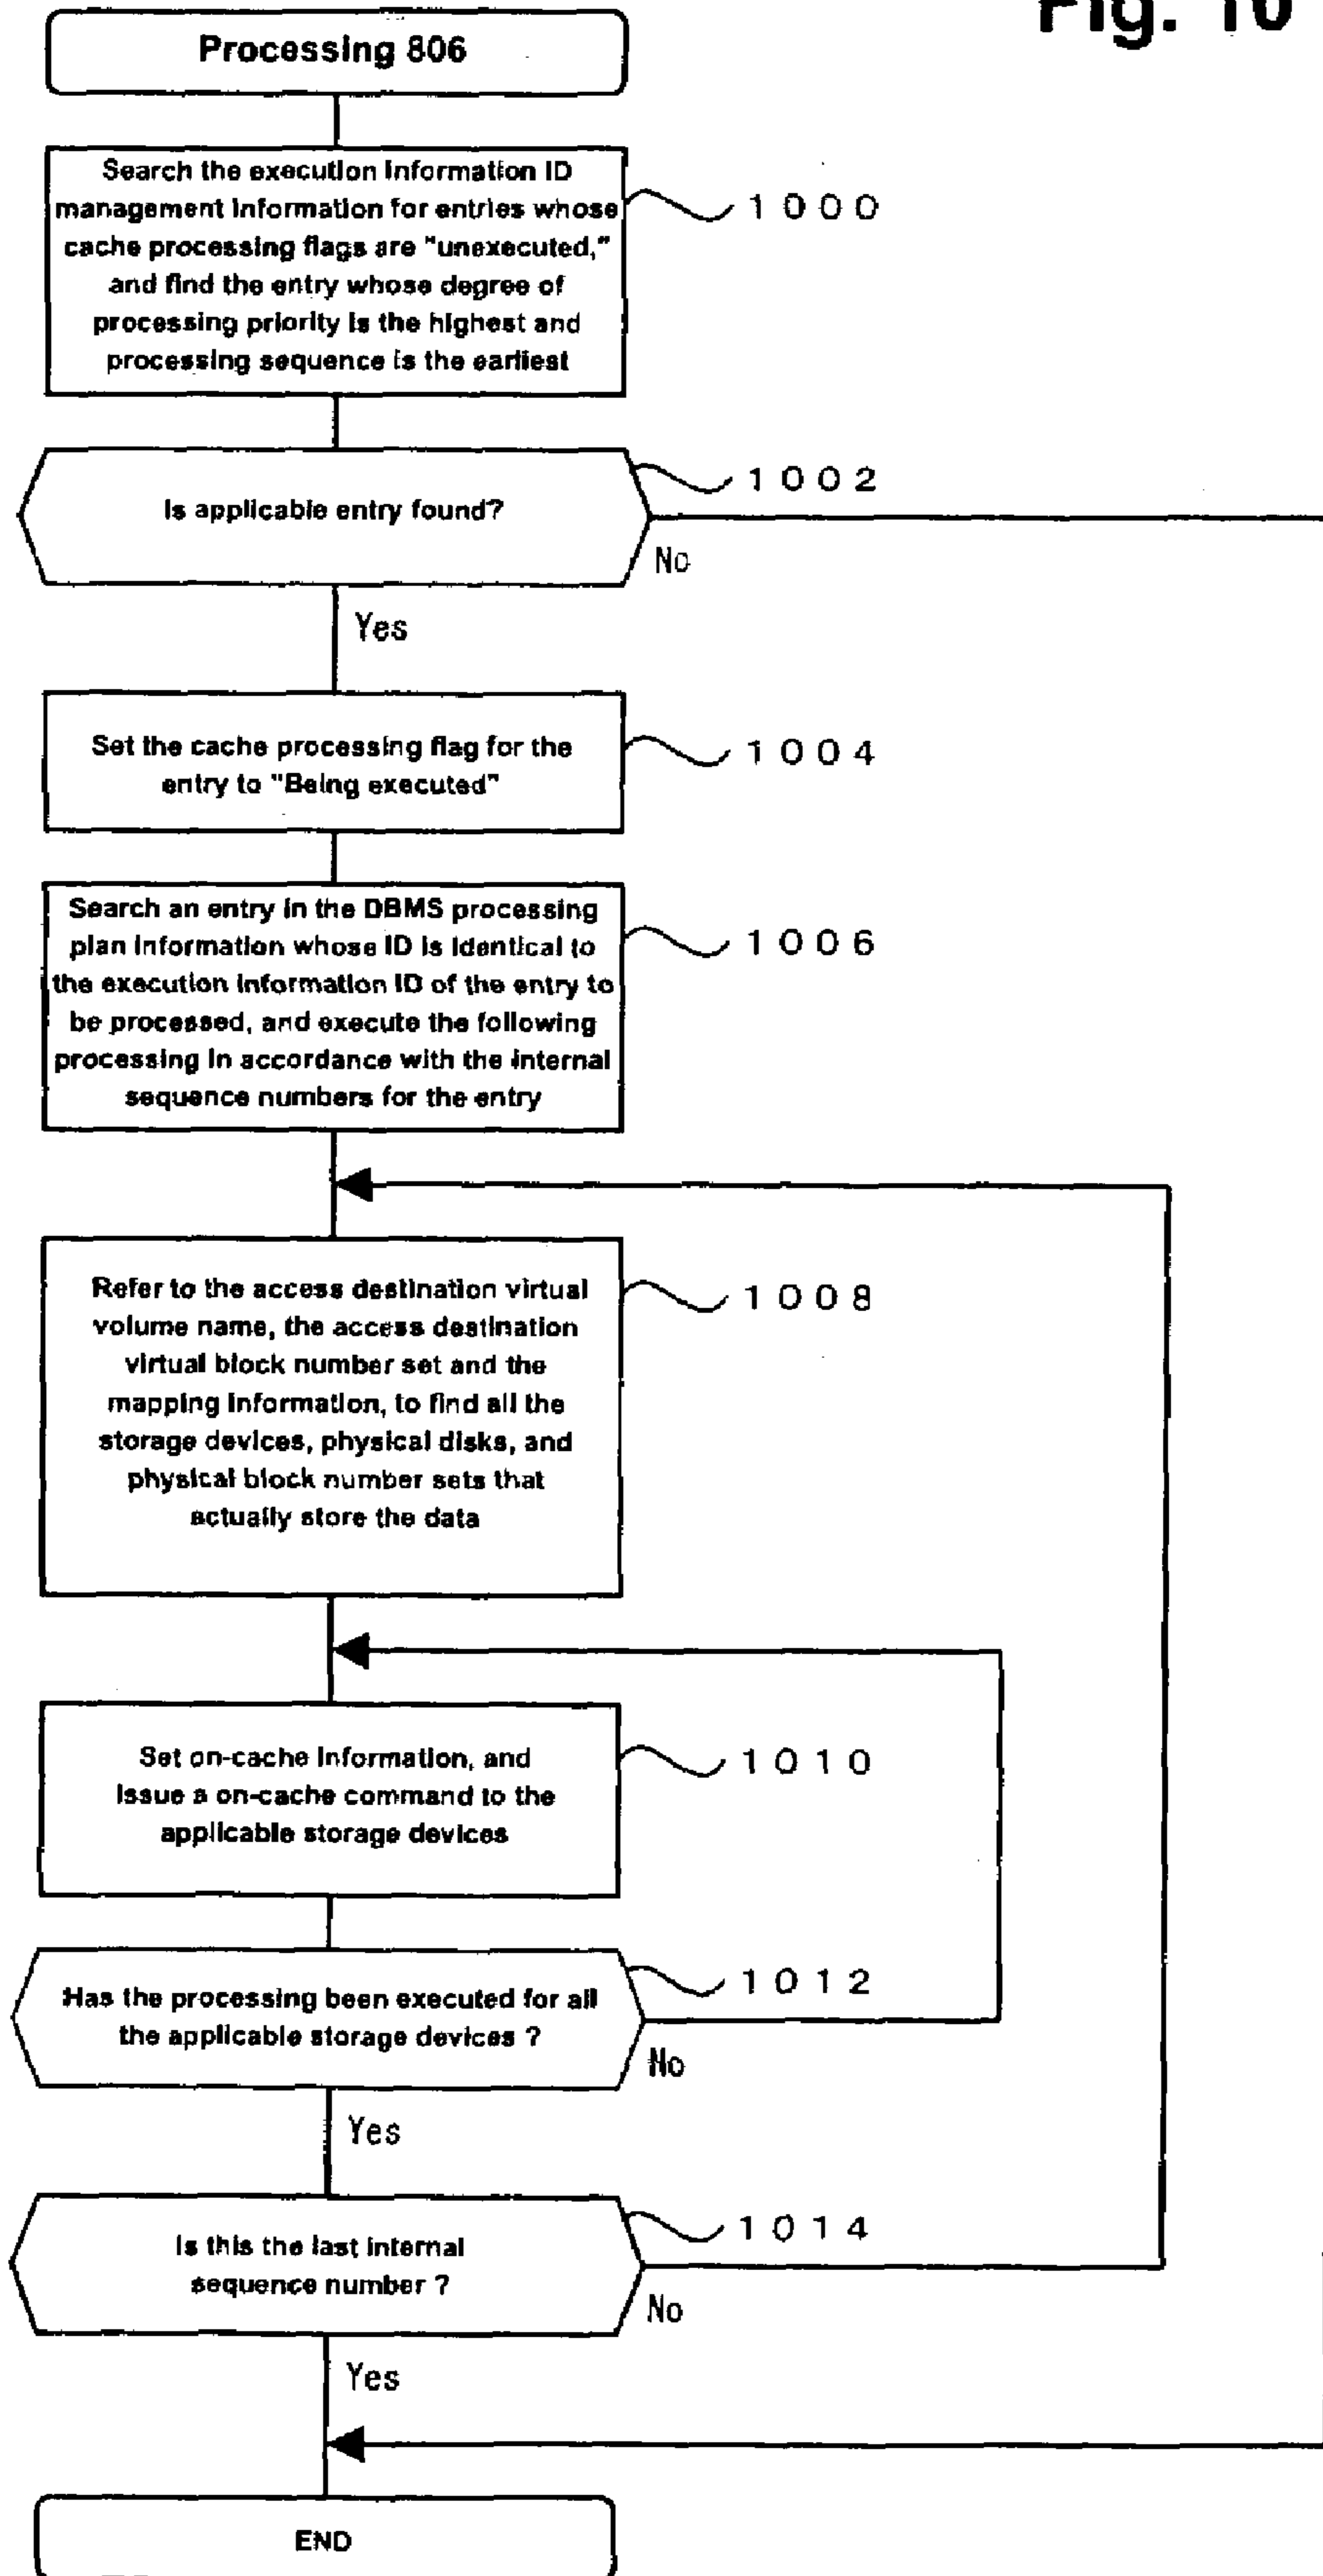 Fig. 10
Processing 806
Search the execution information ID
management information for entries whose
cache processing flags are "unexecuted,"
and find the entry whose degree of
processing priority is the highest and
processing sequence is the earliest
1000
Is applicable entry found?
1002
No
Yes
Set the cache processing flag for the
entry to "Being executed"
1004
Search an entry in the DBMS processing
plan information whose ID is identical to
the execution information ID of the entry to
be processed, and execute the following
processing in accordance with the internal
sequence numbers for the entry
1006
Refer to the access destination virtual
volume name, the access destination
virtual block number set and the
mapping information, to find all the
storage devices, physical disks, and
physical block number sets that
actually store the data
1008
Set on-cache information, and
issue a on-cache command to the
applicable storage devices
1010
Has the processing been executed for all
the applicable storage devices ?
1012
No
Yes
Is this the last internal
sequence number ?
1014
No
Yes
END